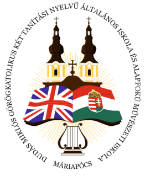 DUDÁS MIKLÓS GÖRÖGKATOLIKUS KÉT TANÍTÁSI NYELVŰ ÁLTALÁNOS ISKOLA ÉS ALAPFOKÚ MŰVÉSZETI ISKOLA
MÁRIAPÓCS